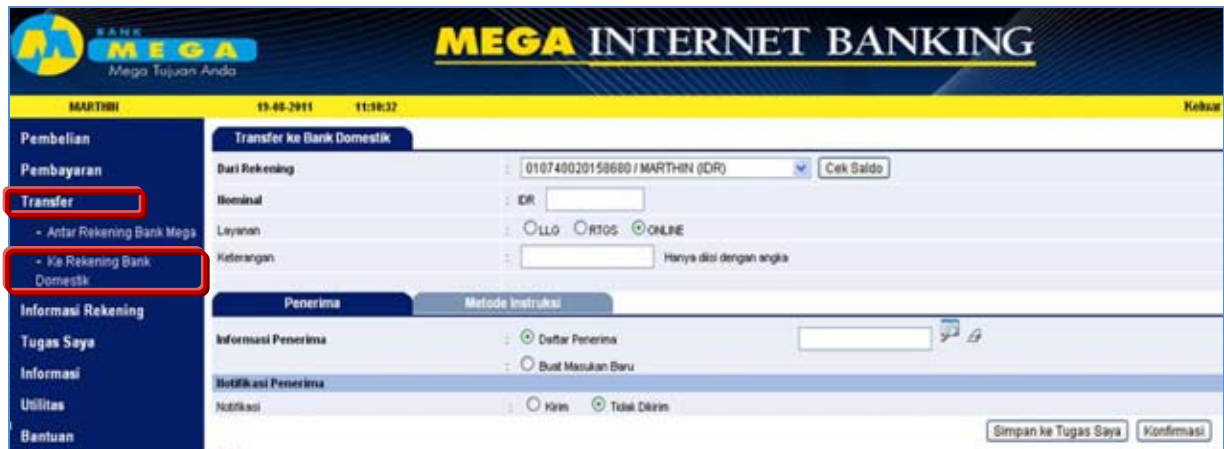 BANK
MEGA
Mega Tujuan Anda
MEGA INTERNET BANKING
MARTHIN 19-08-2011 11:10:32 Keluar
Pembelian
Pembayaran
Transfer
- Antar Rekening Bank Mega
- Ke Rekening Bank
Domestik
Informasi Rekening
Tugas Saya
Informasi
Utilitas
Bantuan
Transfer ke Bank Domestik
Dari Rekening : 010740020158680 / MARTHIN (IDR) Cek Saldo
Nominal : IDR
Layanan : LLG RTGS ONLINE
Keterangan : Hanya diisi dengan angka
Penerima Metode Instruksi
Informasi Penerima : Daftar Penerima
: Buat Masukan Baru
Notifikasi Penerima
Notifikasi : Kirim Tidak Dikirim
Simpan ke Tugas Saya Konfirmasi